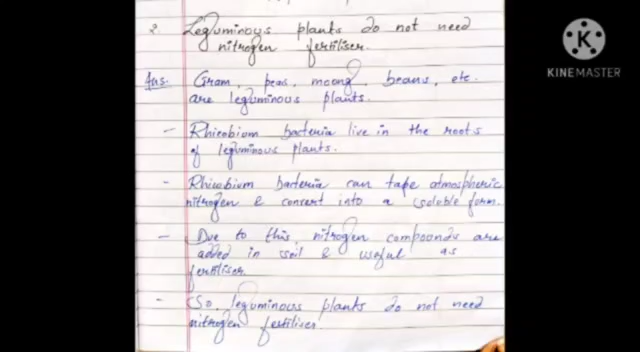 2. Leguminous plants do not need
nitrogen fertiliser.
Ans. Gram, peas, moong, beans, etc.
are leguminous plants.
- Rhicobium bacteria live in the roots
of leguminous plants.
- Rhicobium bacteria can take atmospheric
nitrogen & convert into a soluble form.
- Due to this, nitrogen compounds are
added in soil & useful as
fertiliser.
- So, leguminous plants do not need
nitrogen fertiliser.
KINEMASTER